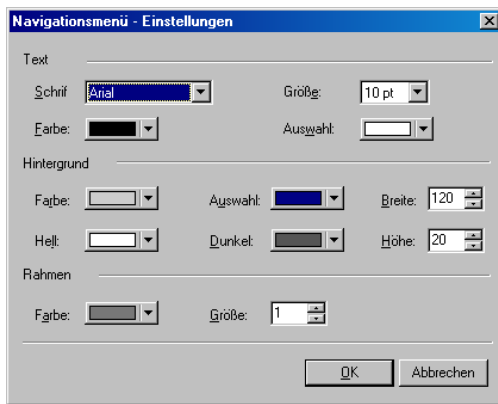 Navigationsmenü - Einstellungen
Text
Schrif Arial Größe: 10 pt
Farbe: Auswahl:
Hintergrund
Farbe: Auswahl: Breite: 120
Hell: Dunkel: Höhe: 20
Rahmen
Farbe: Größe: 1
OK Abbrechen